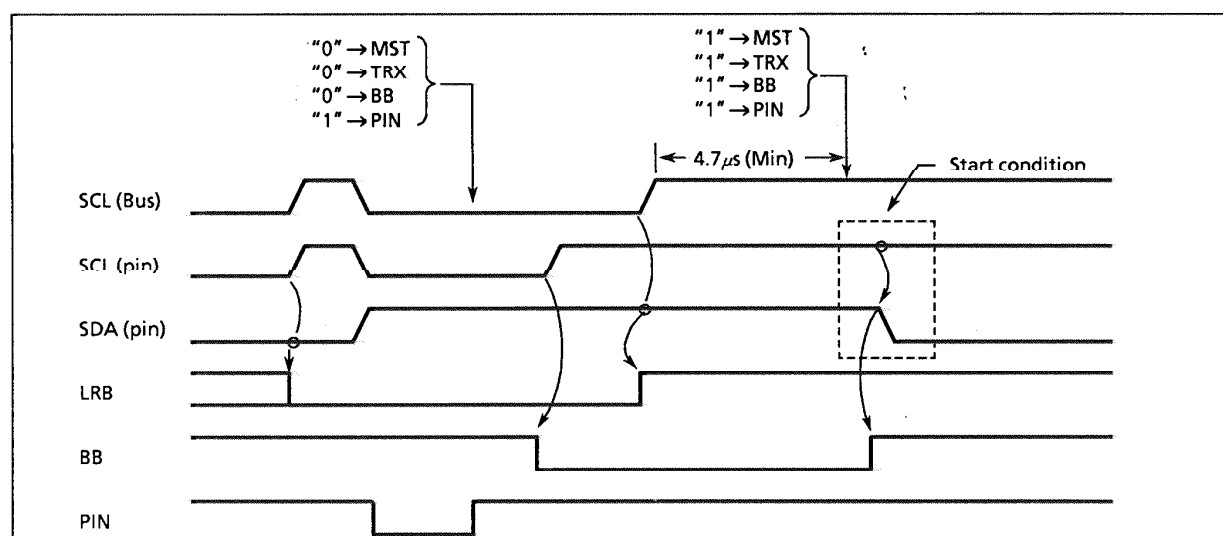 "0" → MST
"0" → TRX
"0" → BB
"1" → PIN
"1" → MST
"1" → TRX
"1" → BB
"1" → PIN
4.7μs (Min)
Start condition
SCL (Bus)
SCL (pin)
SDA (pin)
LRB
BB
PIN